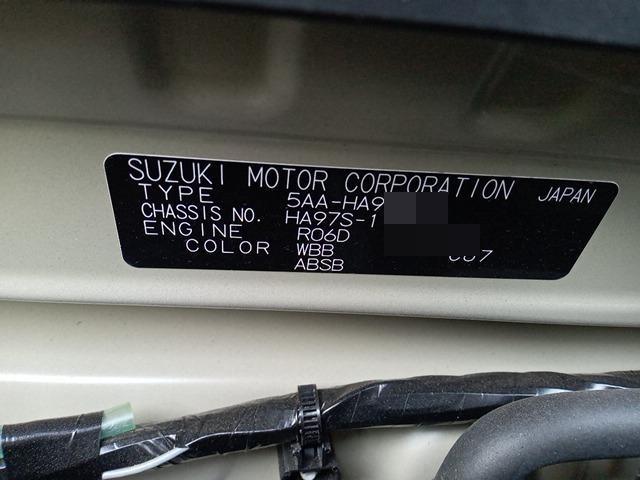 SUZUKI MOTOR CORPORATION JAPAN
TYPE 5AA-HA9
CHASSIS NO. HA97S-1
ENGINE R06D
COLOR WBB
ABSB